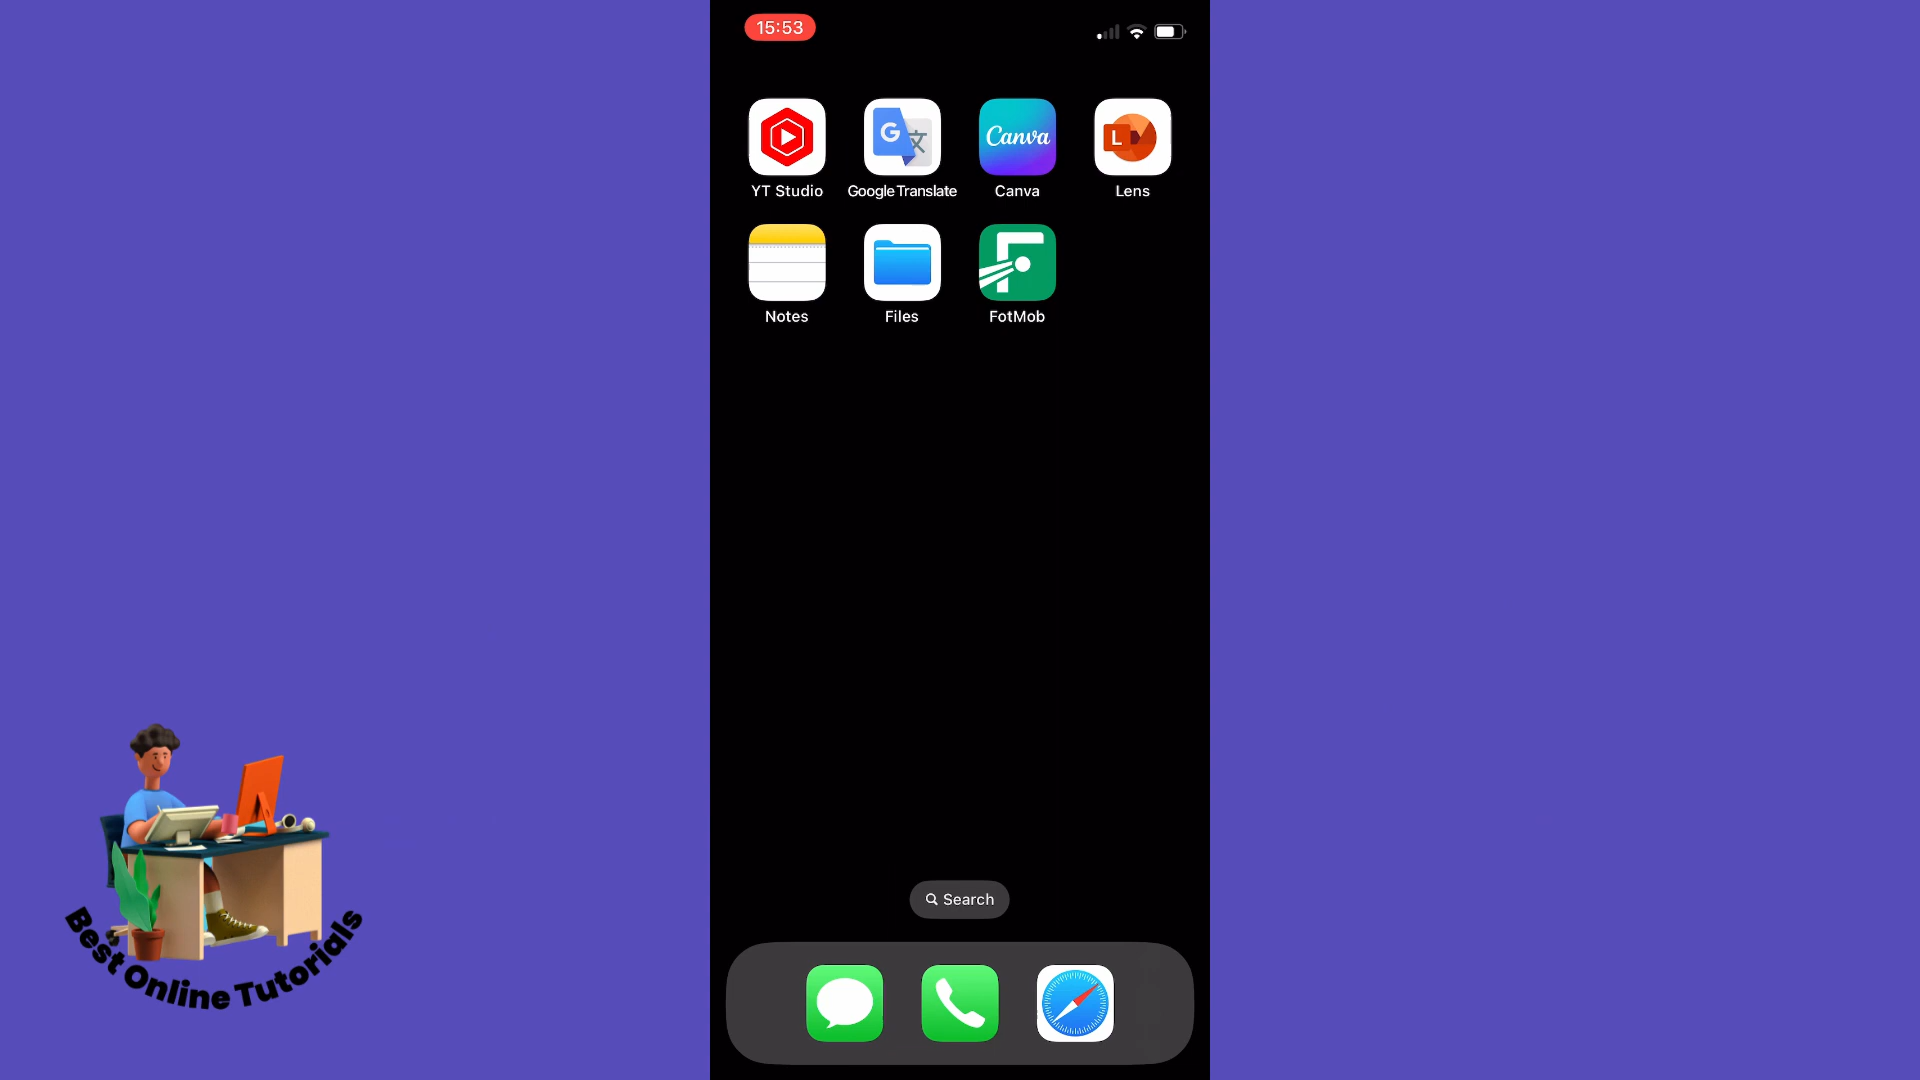 15:53
Canva
L
G
YT Studio
Google Translate
Canva
Lens
Notes
Files
FotMob
Search
Best Online Tutorials